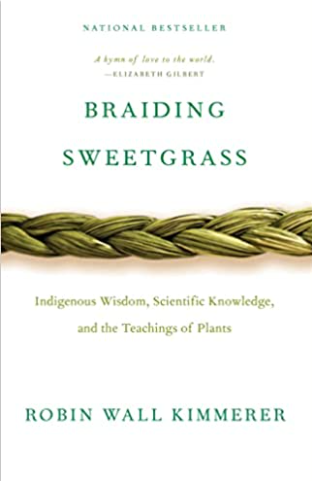 NATIONAL BESTSELLER
A hymn of love to the world.
—ELIZABETH GILBERT
BRAIDING
SWEETGRASS
Indigenous Wisdom, Scientific Knowledge,
and the Teachings of Plants
ROBIN WALL KIMMERER